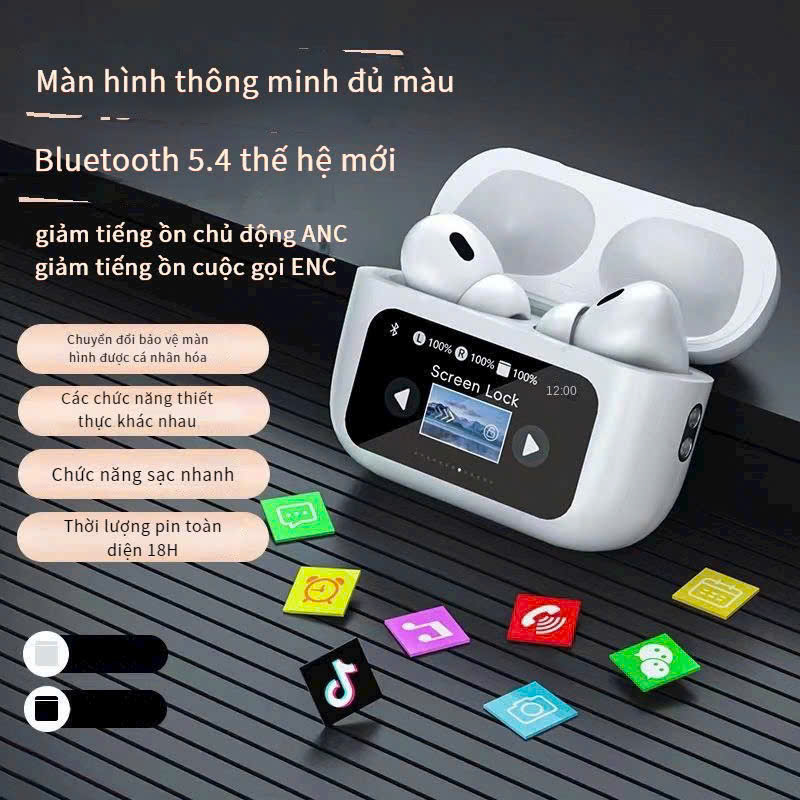 Màn hình thông minh đủ màu
Bluetooth 5.4 thế hệ mới
giảm tiếng ồn chủ động ANC
giảm tiếng ồn cuộc gọi ENC
Chuyển đổi bảo vệ màn
hình được cá nhân hóa
Các chức năng thiết
thực khác nhau
Chức năng sạc nhanh
Thời lượng pin toàn
diện 18H
L 100% R 100% 100%
Screen Lock
12:00